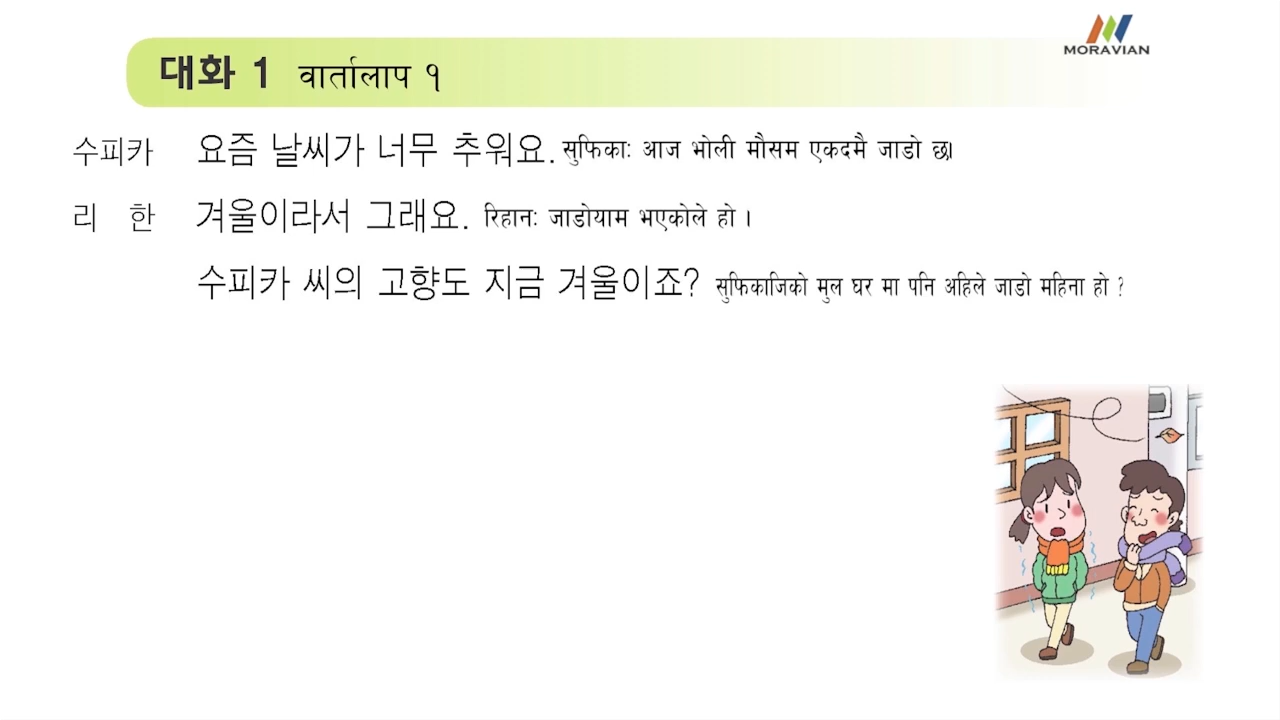 MORAVIAN
대화 1 वार्तालाप १
수피카 요즘 날씨가 너무 추워요. सुफिकाः आज भोली मौसम एकदमै जाडो छ।
리 한 겨울이라서 그래요. रिहानः जाडोयाम भएकोले हो ।
수피카 씨의 고향도 지금 겨울이죠? सुफिकाजिको मुल घर मा पनि अहिले जाडो महिना हो ?